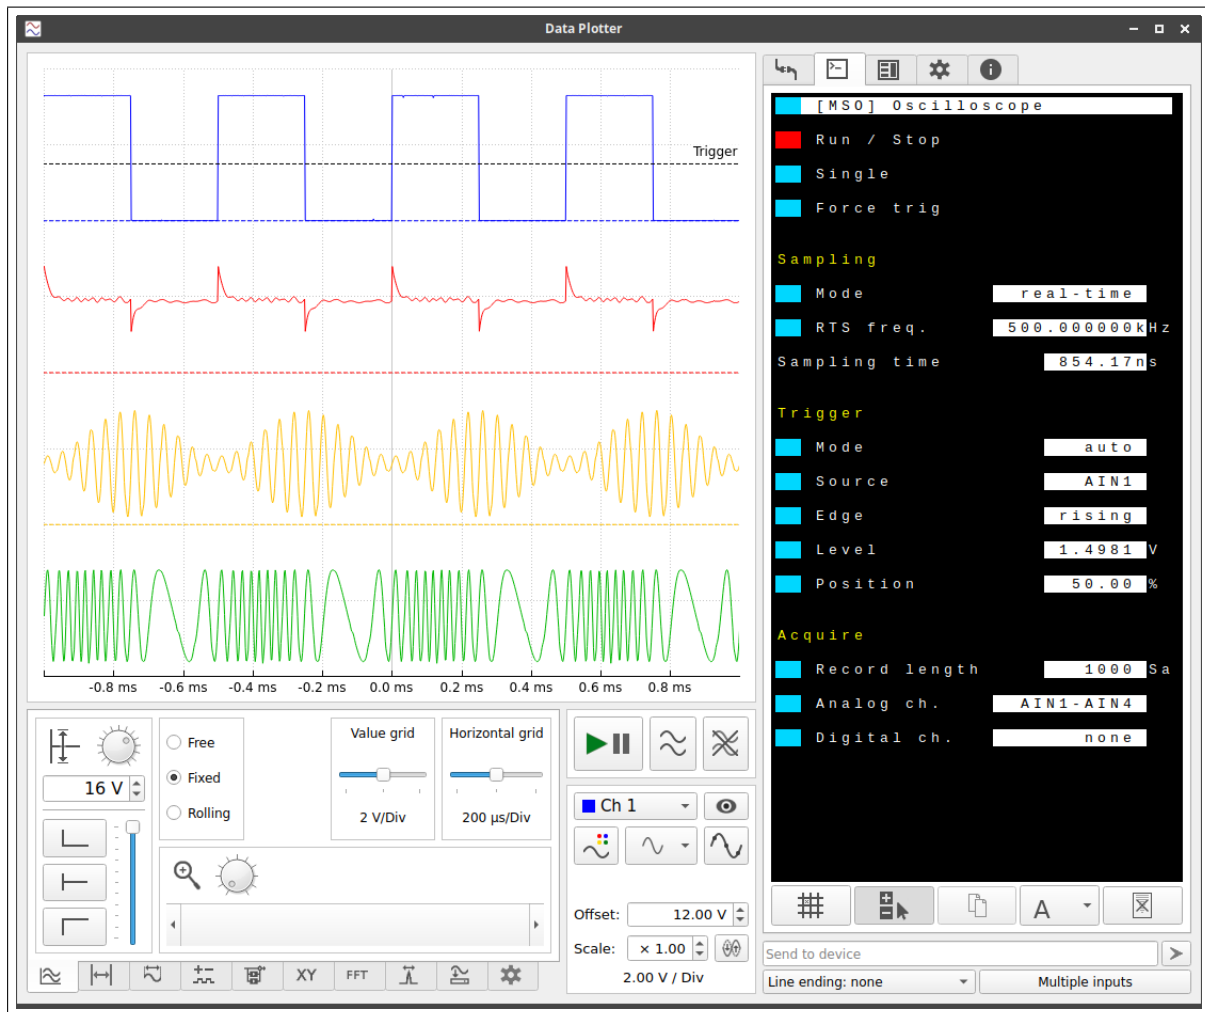 Data Plotter
Trigger
-0.8 ms -0.6 ms -0.4 ms -0.2 ms 0.0 ms 0.2 ms 0.4 ms 0.6 ms 0.8 ms
16 V
Free
Fixed
Rolling
Value grid
2 V/Div
Horizontal grid
200 µs/Div
XY
FFT
Ch 1
Offset: 12.00 V
Scale: × 1.00
2.00 V / Div
[MSO] Oscilloscope
Run / Stop
Single
Force trig
Sampling
Mode real-time
RTS freq. 500.000000kHz
Sampling time 854.17ns
Trigger
Mode auto
Source AIN1
Edge rising
Level 1.4981 V
Position 50.00 %
Acquire
Record length 1000 Sa
Analog ch. AIN1-AIN4
Digital ch. none
A
Send to device
Line ending: none
Multiple inputs